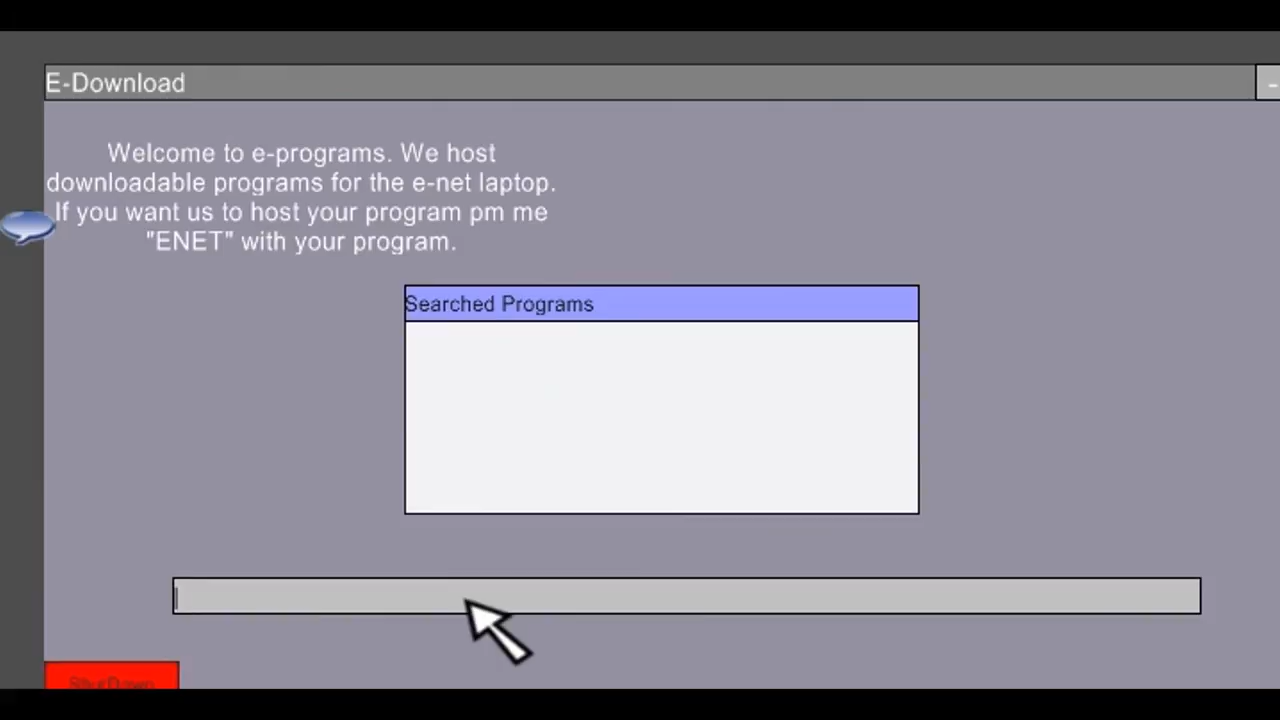 E-Download
-
Welcome to e-programs. We host
downloadable programs for the e-net laptop.
If you want us to host your program pm me
"ENET" with your program.
Searched Programs
ShutDown